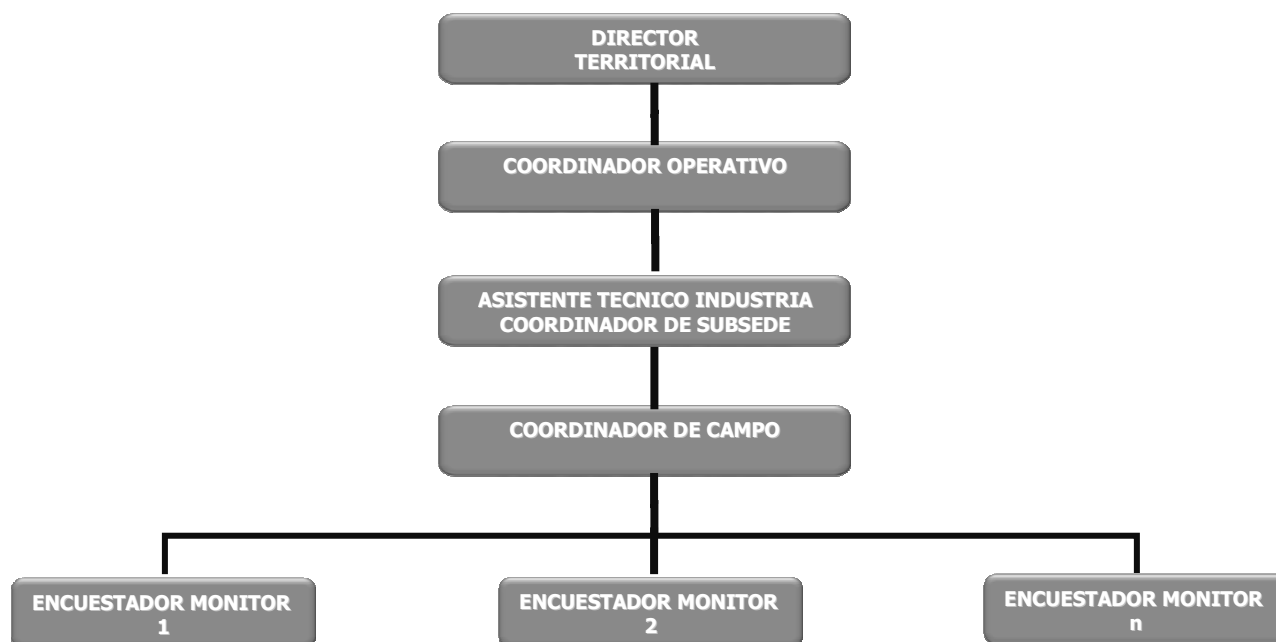 DIRECTOR
TERRITORIAL
COORDINADOR OPERATIVO
ASISTENTE TECNICO INDUSTRIA
COORDINADOR DE SUBSEDE
COORDINADOR DE CAMPO
ENCUESTADOR MONITOR
1
ENCUESTADOR MONITOR
2
ENCUESTADOR MONITOR
n